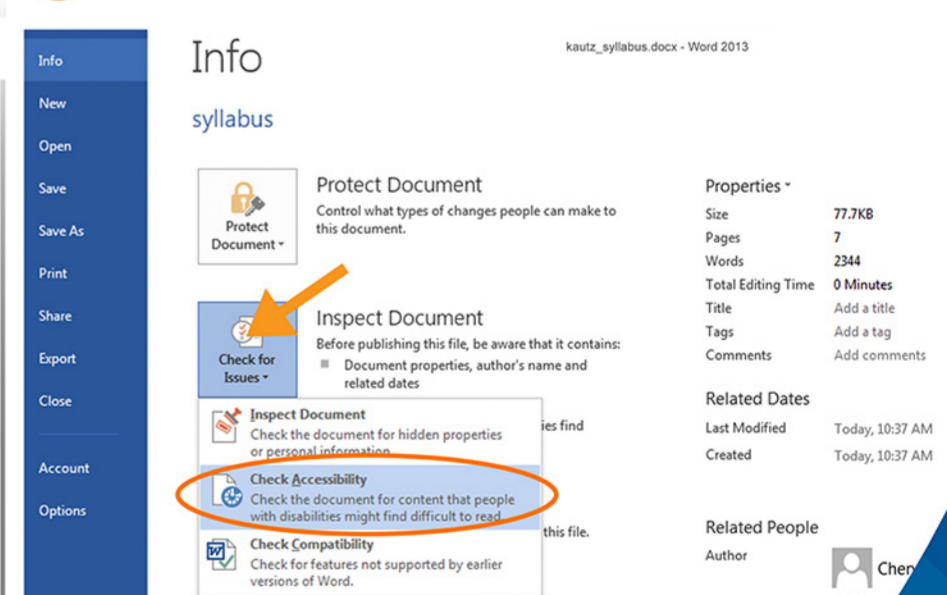 kautz_syllabus.docx - Word 2013
Info
New
Open
Save
Save As
Print
Share
Export
Close
Account
Options
Info
syllabus
Protect
Document
Protect Document
Control what types of changes people can make to
this document.
Check for
Issues
Inspect Document
Before publishing this file, be aware that it contains:
Document properties, author's name and
related dates
ies find
this file.
Inspect Document
Check the document for hidden properties
or personal information.
Check Accessibility
Check the document for content that people
with disabilities might find difficult to read.
Check Compatibility
Check for features not supported by earlier
versions of Word.
Properties
Size 77.7KB
Pages 7
Words 2344
Total Editing Time 0 Minutes
Title Add a title
Tags Add a tag
Comments Add comments
Related Dates
Last Modified Today, 10:37 AM
Created Today, 10:37 AM
Related People
Author
Chen